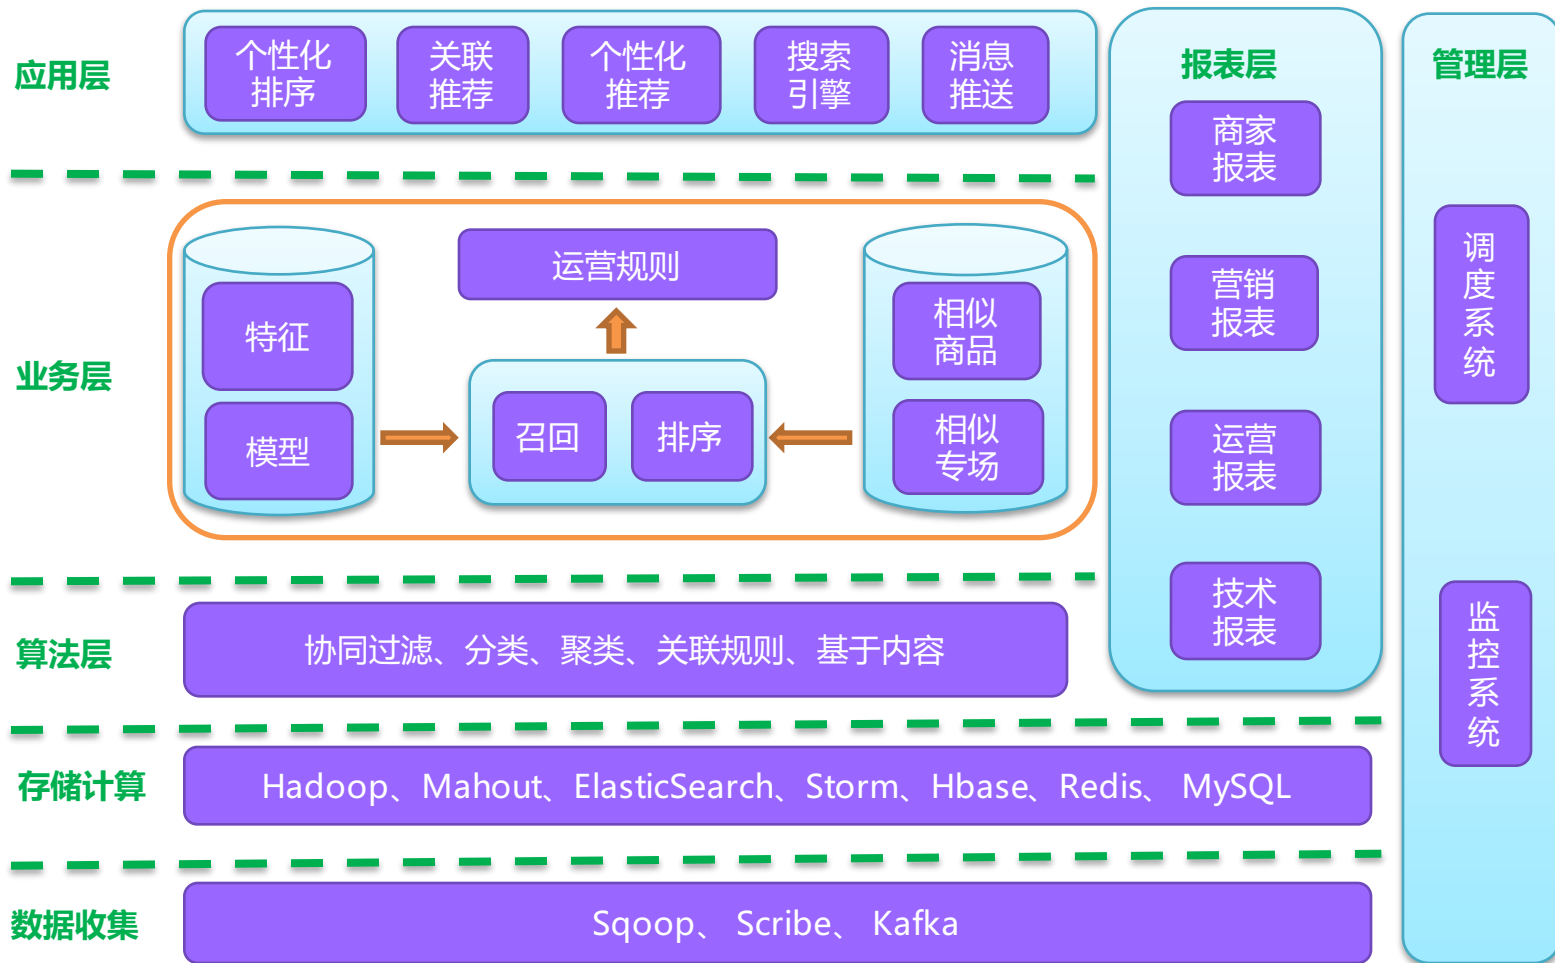 应用层
个性化
排序
关联
推荐
个性化
推荐
搜索
引擎
消息
推送
业务层
特征
模型
运营规则
召回
排序
相似
商品
相似
专场
算法层
协同过滤、分类、聚类、关联规则、基于内容
存储计算
Hadoop、Mahout、ElasticSearch、Storm、Hbase、Redis、 MySQL
数据收集
Sqoop、 Scribe、 Kafka
报表层
商家
报表
营销
报表
运营
报表
技术
报表
管理层
调
度
系
统
监
控
系
统